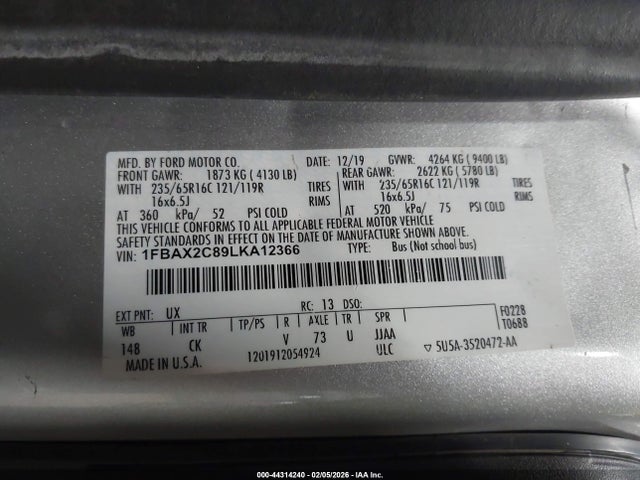 MFD. BY FORD MOTOR CO. DATE: 12/19 GVWR: 4264 KG ( 9400 LB)
FRONT GAWR: 1873 KG ( 4130 LB) REAR GAWR: 2622 KG ( 5780 LB)
WITH 235/65R16C 121/119R TIRES WITH 235/65R16C 121/119R TIRES
16x6.5J RIMS 16x6.5J RIMS
AT 360 kPa/ 52 PSI COLD AT 520 kPa/ 75 PSI COLD
THIS VEHICLE CONFORMS TO ALL APPLICABLE FEDERAL MOTOR VEHICLE
SAFETY STANDARDS IN EFFECT ON THE DATE OF MANUFACTURE SHOWN ABOVE.
VIN: 1FBAX2C89LKA12366 TYPE: Bus (Not school bus)
EXT PNT: UX RC: 13 DSO: F0228
WB INT TR TP/PS R AXLE TR SPR T0688
148 CK V 73 U JJAA
MADE IN U.S.A. 1201912054924 ULC ▽ 5U5A-3520472-AA
000-44314240 - 02/05/2026 - IAA Inc.